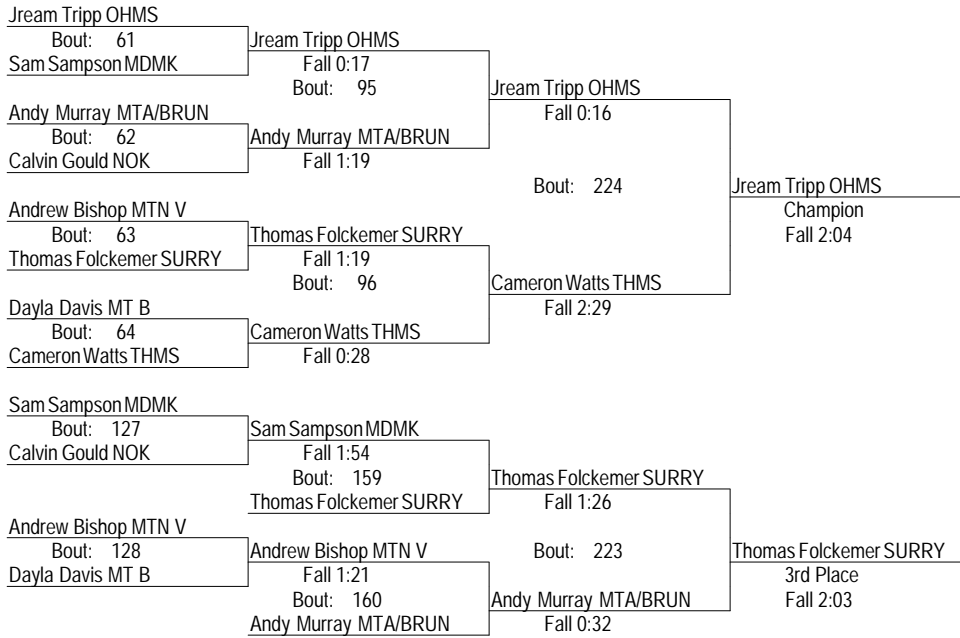 Jream Tripp OHMS
Bout: 61
Jream Tripp OHMS
Sam Sampson MDMK
Fall 0:17
Bout: 95
Jream Tripp OHMS
Andy Murray MTA/BRUN
Fall 0:16
Bout: 62
Andy Murray MTA/BRUN
Calvin Gould NOK
Fall 1:19
Bout: 224
Jream Tripp OHMS
Andrew Bishop MTN V
Champion
Bout: 63
Thomas Folckemer SURRY
Fall 2:04
Thomas Folckemer SURRY
Fall 1:19
Bout: 96
Cameron Watts THMS
Dayla Davis MT B
Fall 2:29
Bout: 64
Cameron Watts THMS
Cameron Watts THMS
Fall 0:28
Sam Sampson MDMK
Bout: 127
Sam Sampson MDMK
Calvin Gould NOK
Fall 1:54
Bout: 159
Thomas Folckemer SURRY
Thomas Folckemer SURRY
Fall 1:26
Andrew Bishop MTN V
Bout: 128
Andrew Bishop MTN V
Bout: 223
Thomas Folckemer SURRY
Dayla Davis MT B
Fall 1:21
3rd Place
Bout: 160
Andy Murray MTA/BRUN
Fall 2:03
Andy Murray MTA/BRUN
Fall 0:32